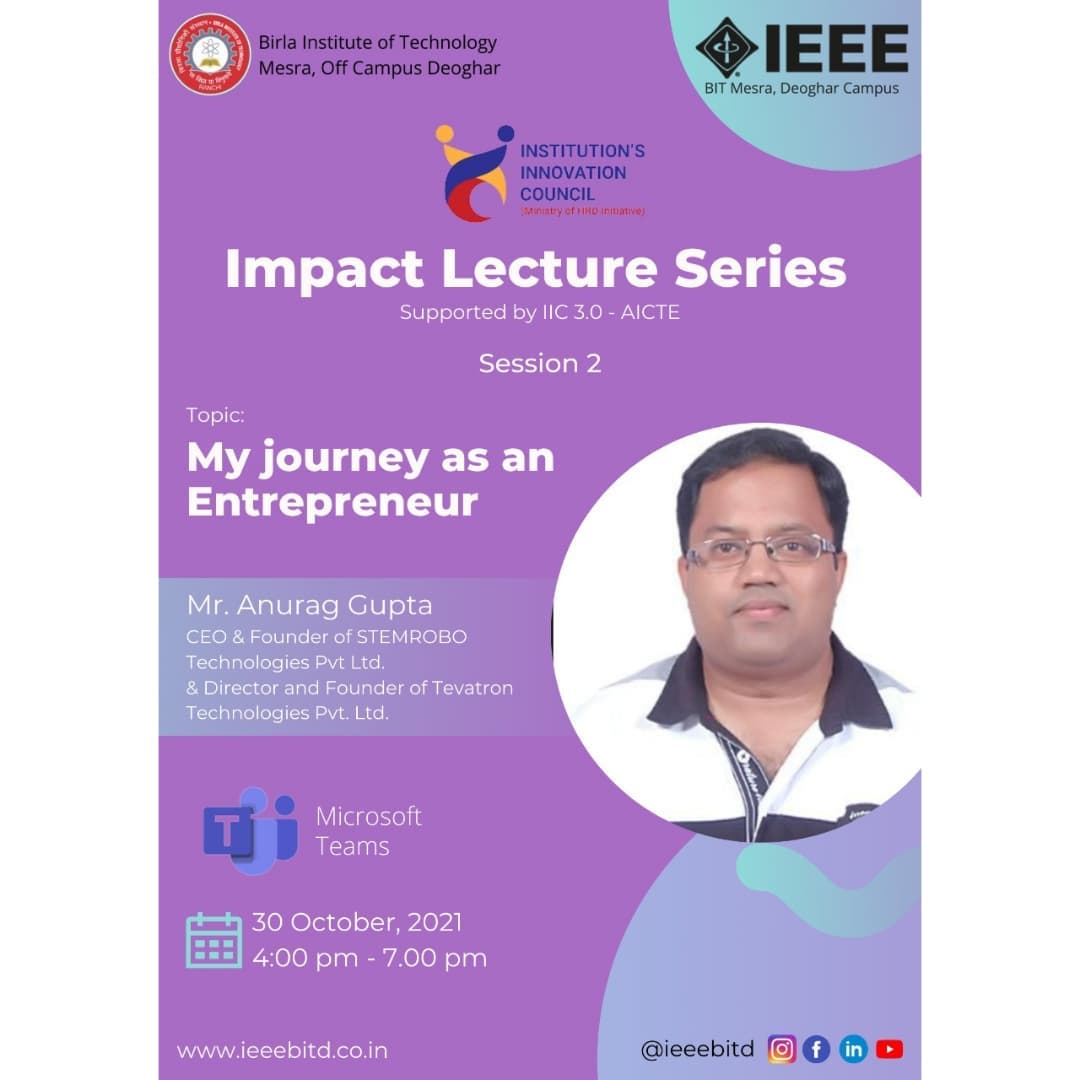 Birla Institute of Technology
Mesra, Off Campus Deoghar
RANCHI
IEEE
BIT Mesra, Deoghar Campus
INSTITUTION'S
INNOVATION
COUNCIL
(Ministry of HRD Initiative)
Impact Lecture Series
Supported by IIC 3.0 - AICTE
Session 2
Topic:
My journey as an
Entrepreneur
Mr. Anurag Gupta
CEO & Founder of STEMROBO
Technologies Pvt Ltd.
& Director and Founder of Tevatron
Technologies Pvt. Ltd.
T
Microsoft
Teams
30 October, 2021
4:00 pm - 7.00 pm
www.ieeebitd.co.in
@ieeebitd